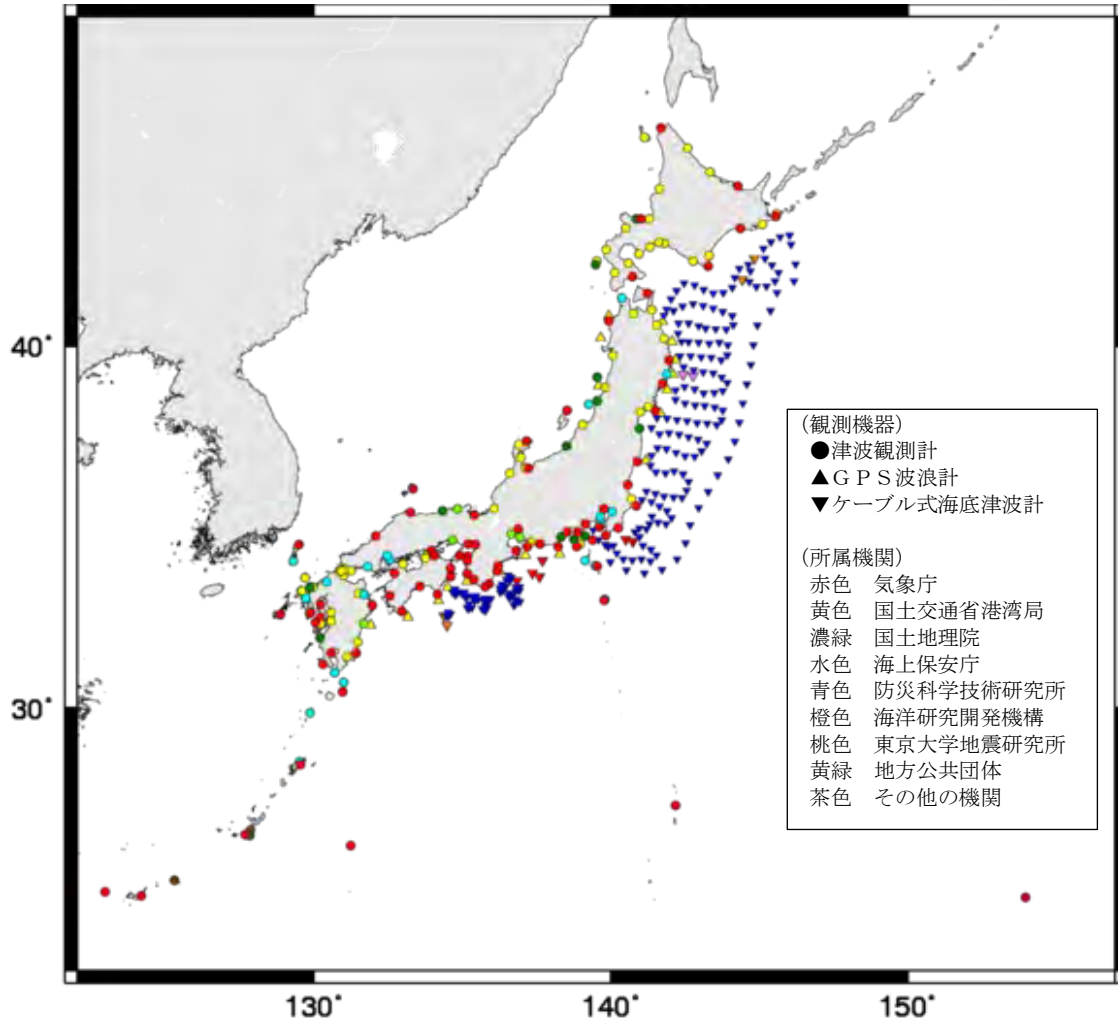 40°
30°
130°
140°
150°
(観測機器)
●津波観測計
▲GPS波浪計
▼ケーブル式海底津波計
(所属機関)
赤色 気象庁
黄色 国土交通省港湾局
濃緑 国土地理院
水色 海上保安庁
青色 防災科学技術研究所
橙色 海洋研究開発機構
桃色 東京大学地震研究所
黄緑 地方公共団体
茶色 その他の機関